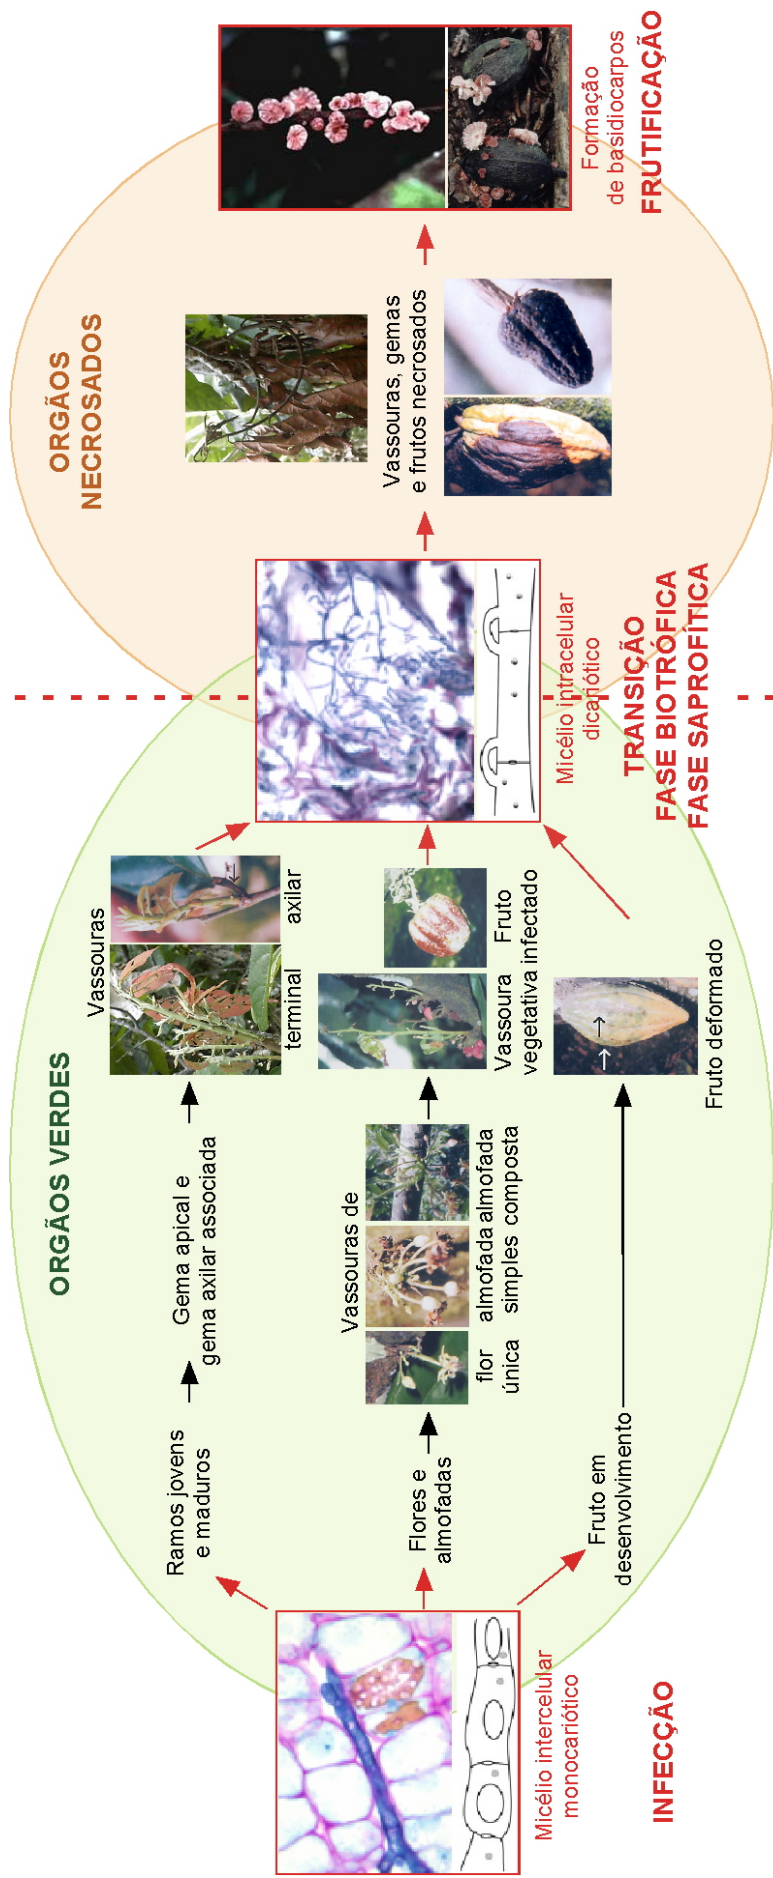 ORGÃOS VERDES
ORGÃOS
NECROSADOS
Ramos jovens
e maduros
Gema apical e
gema axilar associada
Vassouras
terminal
axilar
Flores e
almofadas
Vassouras de
flor
única
almofada
simples
almofada
composta
Vassoura
vegetativa
Fruto
infectado
Fruto em
desenvolvimento
Fruto deformado
Vassouras, gemas
e frutos necrosados
Micélio intercelular
monocariótico
INFECÇÃO
Micélio intracelular
dicariótico
TRANSIÇÃO
FASE BIOTRÓFICA
FASE SAPROFÍTICA
Formação
de basidiocarpos
FRUTIFICAÇÃO